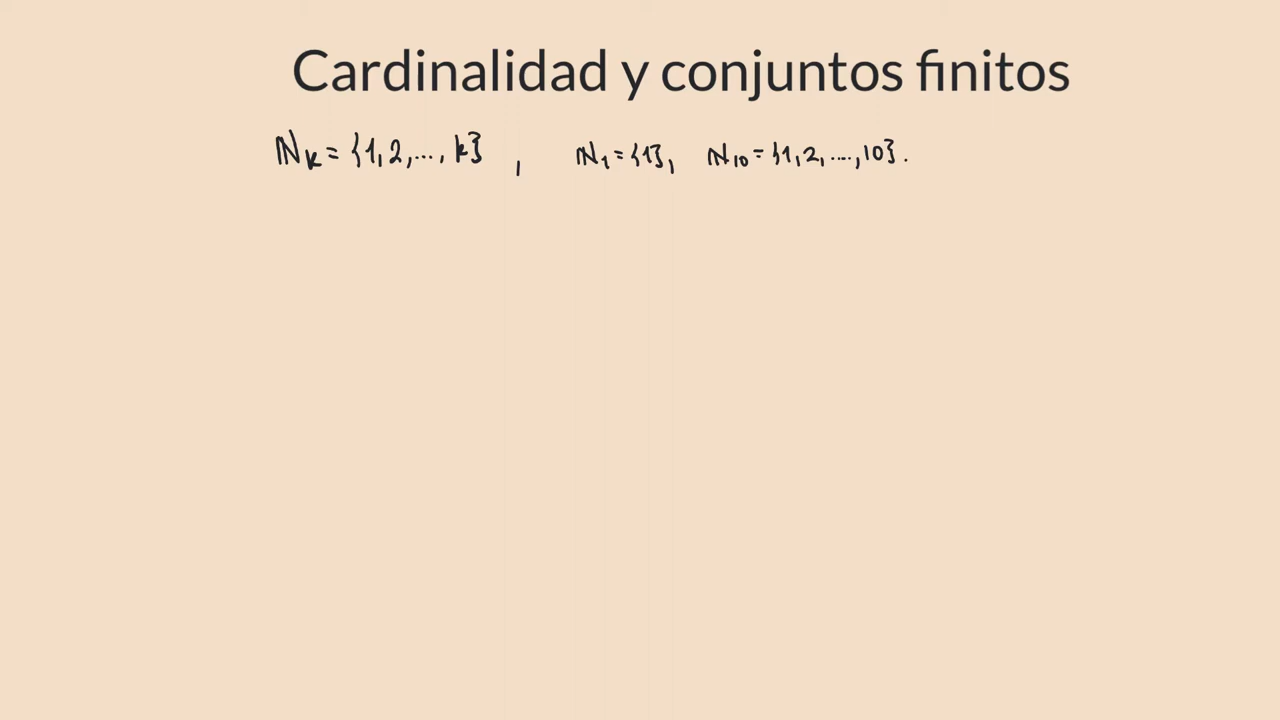 Cardinalidad y conjuntos finitos
ℕₖ = {1, 2, ..., k} , ℕ₁ = {1}, ℕ₁₀ = {1, 2, ...., 10}.